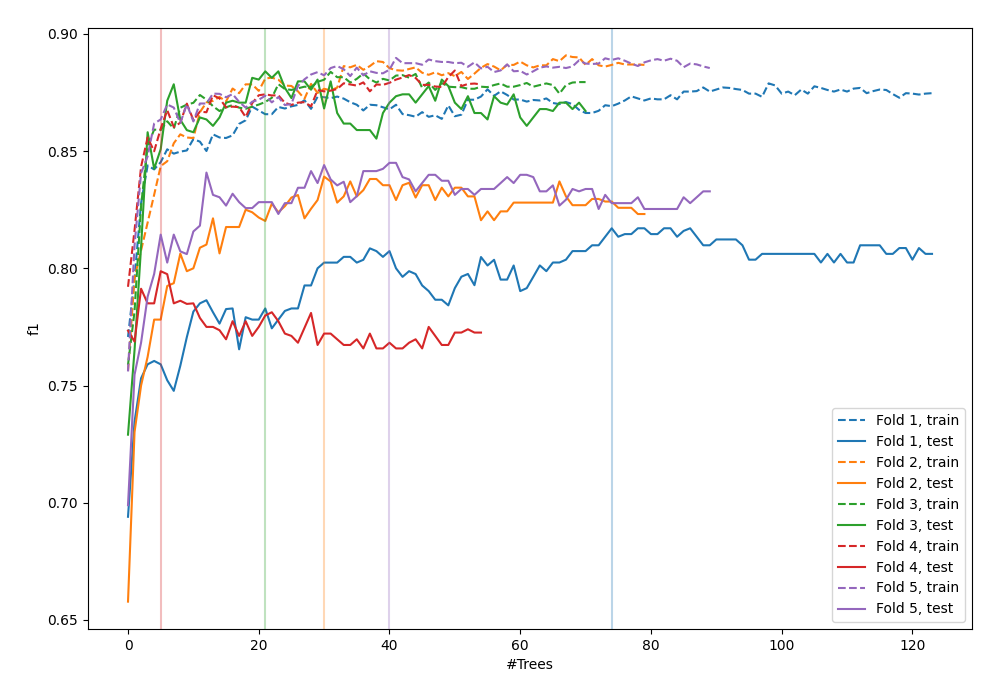 0.90
0.85
0.80
0.75
0.70
0.65
f1
0
20
40
60
80
100
120
#Trees
Fold 1, train
Fold 1, test
Fold 2, train
Fold 2, test
Fold 3, train
Fold 3, test
Fold 4, train
Fold 4, test
Fold 5, train
Fold 5, test